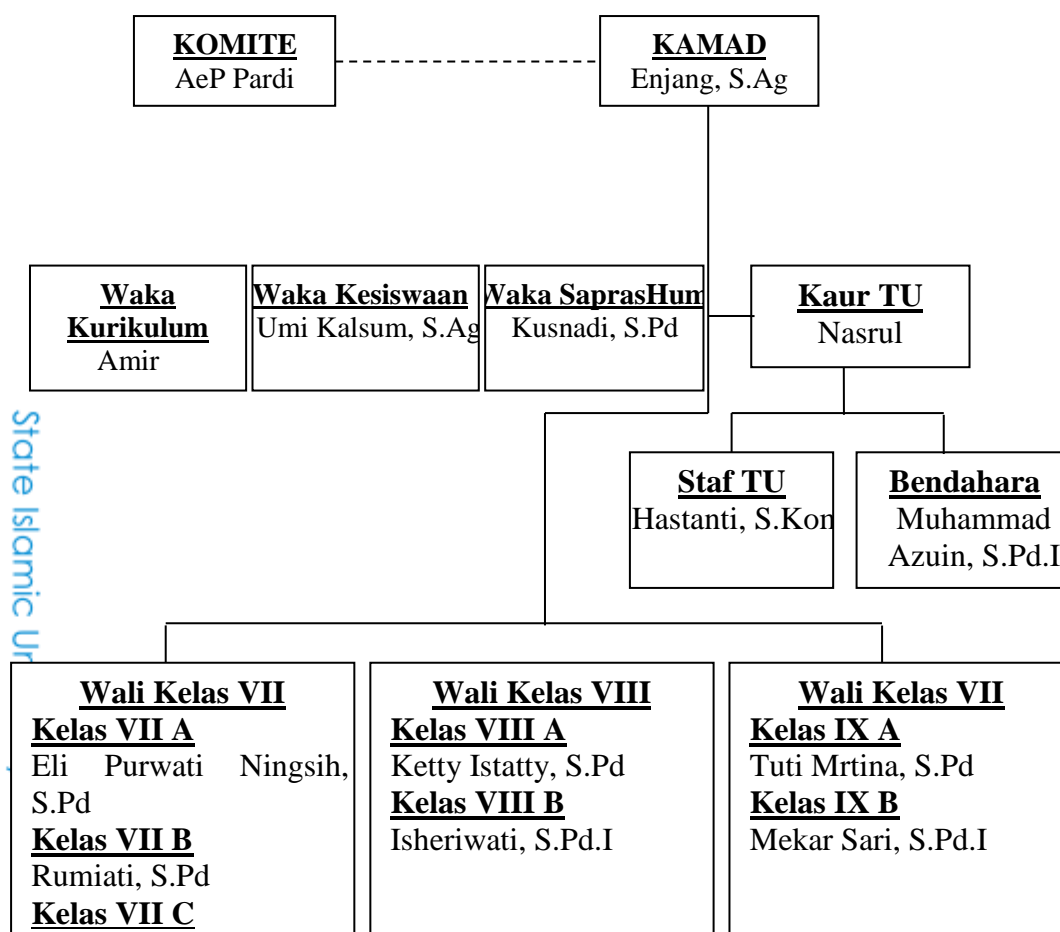 KOMITE
AeP Pardi
KAMAD
Enjang, S.Ag
Waka
Kurikulum
Amir
Waka Kesiswaan
Umi Kalsum, S.Ag
Waka SaprasHum
Kusnadi, S.Pd
Kaur TU
Nasrul
Staf TU
Hastanti, S.Kon
Bendahara
Muhammad
Azuin, S.Pd.I
State Islamic
Wali Kelas VII
Kelas VII A
Eli Purwati Ningsih,
S.Pd
Kelas VII B
Rumiati, S.Pd
Kelas VII C
Wali Kelas VIII
Kelas VIII A
Ketty Istatty, S.Pd
Kelas VIII B
Isheriwati, S.Pd.I
Wali Kelas VII
Kelas IX A
Tuti Mrtina, S.Pd
Kelas IX B
Mekar Sari, S.Pd.I